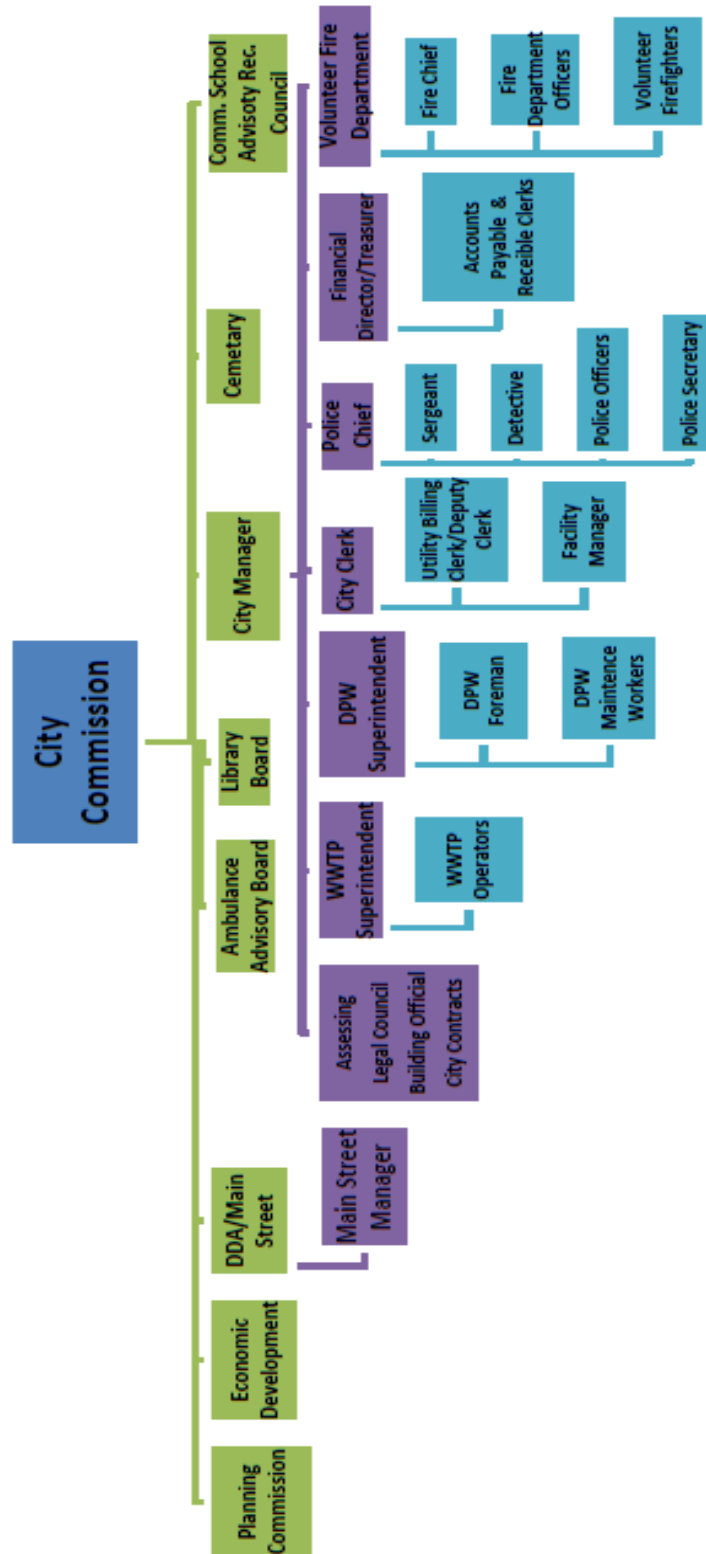 City
Commission
Planning
Commission
Economic
Development
DDA/Main
Street
Ambulance
Advisory Board
Library
Board
City Manager
Cemetary
Comm. School
Advisoty Rec.
Council
Main Street
Manager
Assessing
Legal Council
Building Official
City Contracts
WWTP
Superintendent
DPW
Superintendent
City Clerk
Police
Chief
Financial
Director/Treasurer
Volunteer Fire
Department
WWTP
Operators
DPW
Foreman
DPW
Maintence
Workers
Utility Billing
Clerk/Deputy
Clerk
Facility
Manager
Sergeant
Detective
Police Officers
Police Secretary
Accounts
Payable &
Receible Clerks
Fire Chief
Fire
Department
Officers
Volunteer
Firefighters